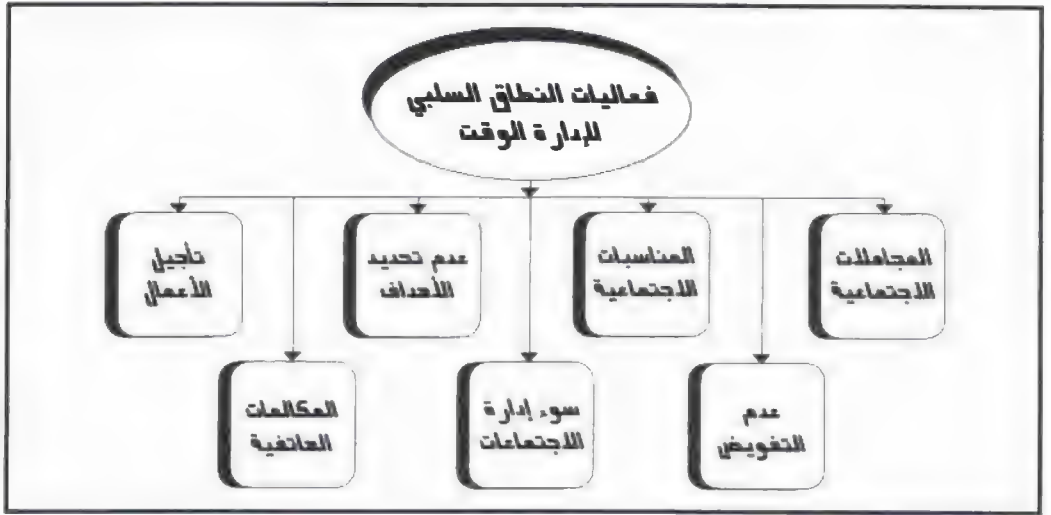 فعاليات النطاق السلبي
لإدارة الوقت
المجاملات
الاجتماعية
المناسبات
الاجتماعية
عدم تحديد
الأهداف
تأجيل
الأعمال
عدم
التفويض
سوء إدارة
الاجتماعات
المكالمات
الهاتفية